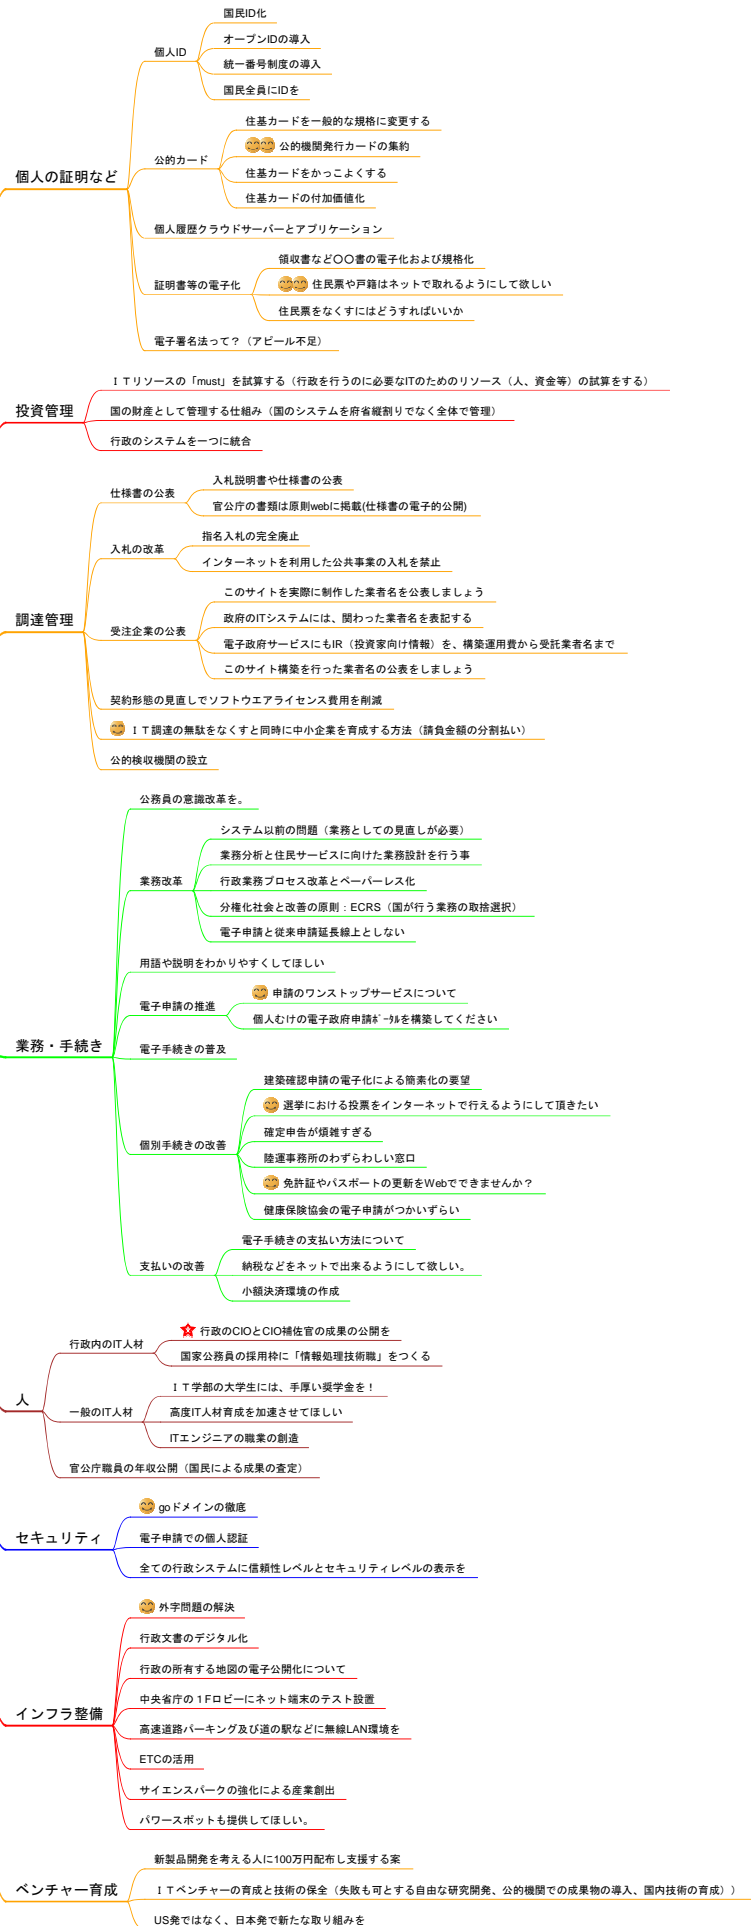 個人の証明など
個人ID
国民ID化
オープンIDの導入
統一番号制度の導入
国民全員にIDを
公的カード
住基カードを一般的な規格に変更する
公的機関発行カードの集約
住基カードをかっこよくする
住基カードの付加価値化
個人履歴クラウドサーバーとアプリケーション
証明書等の電子化
領収書など〇〇書の電子化および規格化
住民票や戸籍はネットで取れるようにして欲しい
住民票をなくすにはどうすればいいか
電子署名法って？（アピール不足）
投資管理
ＩＴリソースの「must」を試算する（行政を行うのに必要なITのためのリソース（人、資金等）の試算をする）
国の財産として管理する仕組み（国のシステムを府省縦割りでなく全体で管理）
行政のシステムを一つに統合
調達管理
仕様書の公表
入札説明書や仕様書の公表
官公庁の書類は原則webに掲載(仕様書の電子的公開)
入札の改革
指名入札の完全廃止
インターネットを利用した公共事業の入札を禁止
受注企業の公表
このサイトを実際に制作した業者名を公表しましょう
政府のITシステムには、関わった業者名を表記する
電子政府サービスにもIR（投資家向け情報）を、構築運用費から受託業者名まで
このサイト構築を行った業者名の公表をしましょう
契約形態の見直しでソフトウエアライセンス費用を削減
ＩＴ調達の無駄をなくすと同時に中小企業を育成する方法（請負金額の分割払い）
公的検収機関の設立
業務・手続き
公務員の意識改革を。
業務改革
システム以前の問題（業務としての見直しが必要）
業務分析と住民サービスに向けた業務設計を行う事
行政業務プロセス改革とペーパーレス化
分権化社会と改善の原則：ECRS（国が行う業務の取捨選択）
電子申請と従来申請延長線上としない
用語や説明をわかりやすくしてほしい
電子申請の推進
申請のワンストップサービスについて
個人むけの電子政府申請ﾎﾟｰﾀﾙを構築してください
電子手続きの普及
個別手続きの改善
建築確認申請の電子化による簡素化の要望
選挙における投票をインターネットで行えるようにして頂きたい
確定申告が煩雑すぎる
陸運事務所のわずらわしい窓口
免許証やパスポートの更新をWebでできませんか？
健康保険協会の電子申請がつかいずらい
支払いの改善
電子手続きの支払い方法について
納税などをネットで出来るようにして欲しい。
小額決済環境の作成
人
行政内のIT人材
行政のCIOとCIO補佐官の成果の公開を
国家公務員の採用枠に「情報処理技術職」をつくる
一般のIT人材
ＩＴ学部の大学生には、手厚い奨学金を！
高度IT人材育成を加速させてほしい
ITエンジニアの職業の創造
官公庁職員の年収公開（国民による成果の査定）
セキュリティ
goドメインの徹底
電子申請での個人認証
全ての行政システムに信頼性レベルとセキュリティレベルの表示を
インフラ整備
外字問題の解決
行政文書のデジタル化
行政の所有する地図の電子公開化について
中央省庁の１Fロビーにネット端末のテスト設置
高速道路パーキング及び道の駅などに無線LAN環境を
ETCの活用
サイエンスパークの強化による産業創出
パワースポットも提供してほしい。
ベンチャー育成
新製品開発を考える人に100万円配布し支援する案
ＩＴベンチャーの育成と技術の保全（失敗も可とする自由な研究開発、公的機関での成果物の導入、国内技術の育成））
US発ではなく、日本発で新たな取り組みを